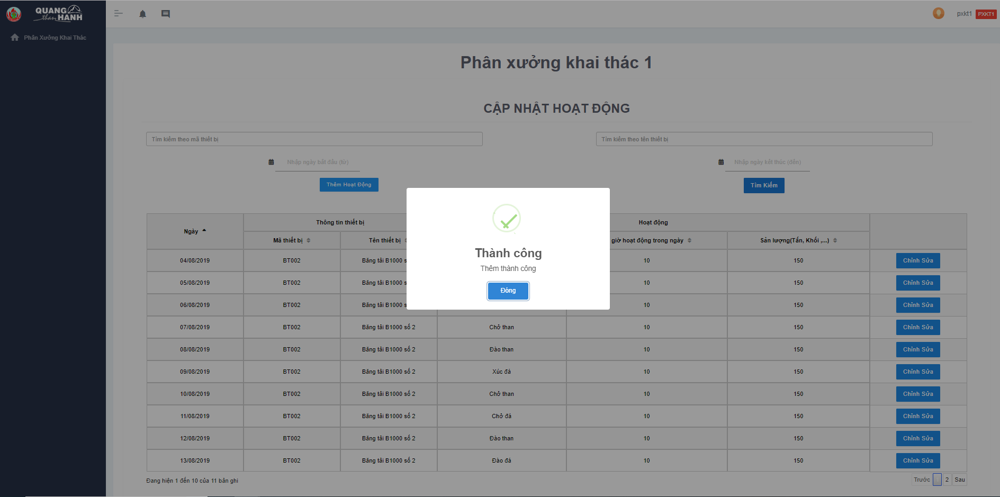 QUANG
than HANH
pxkt1 PXKT1
Phân Xưởng Khai Thác
Phân xưởng khai thác 1
CẬP NHẬT HOẠT ĐỘNG
Tìm kiếm theo mã thiết bị
Tìm kiếm theo tên thiết bị
Nhập ngày bắt đầu (từ)
Nhập ngày kết thúc (đến)
Thêm Hoạt Động
Tìm Kiếm
Thành công
Thêm thành công
Đóng
Thông tin thiết bị Hoạt động
Ngày Mã thiết bị Tên thiết bị giờ hoạt động trong ngày Sản lượng(Tấn, Khối ,...)
04/08/2019 BT002 Băng tải B1000 s 10 150 Chỉnh Sửa
05/08/2019 BT002 Băng tải B1000 s 10 150 Chỉnh Sửa
06/08/2019 BT002 Băng tải B1000 s 10 150 Chỉnh Sửa
07/08/2019 BT002 Băng tải B1000 số 2 Chở than 10 150 Chỉnh Sửa
08/08/2019 BT002 Băng tải B1000 số 2 Đào than 10 150 Chỉnh Sửa
09/08/2019 BT002 Băng tải B1000 số 2 Xúc đá 10 150 Chỉnh Sửa
10/08/2019 BT002 Băng tải B1000 số 2 Chở than 10 150 Chỉnh Sửa
11/08/2019 BT002 Băng tải B1000 số 2 Chở đá 10 150 Chỉnh Sửa
12/08/2019 BT002 Băng tải B1000 số 2 Đào than 10 150 Chỉnh Sửa
13/08/2019 BT002 Băng tải B1000 số 2 Đào đá 10 150 Chỉnh Sửa
Đang hiện 1 đến 10 của 11 bản ghi
Trước 1 2 Sau